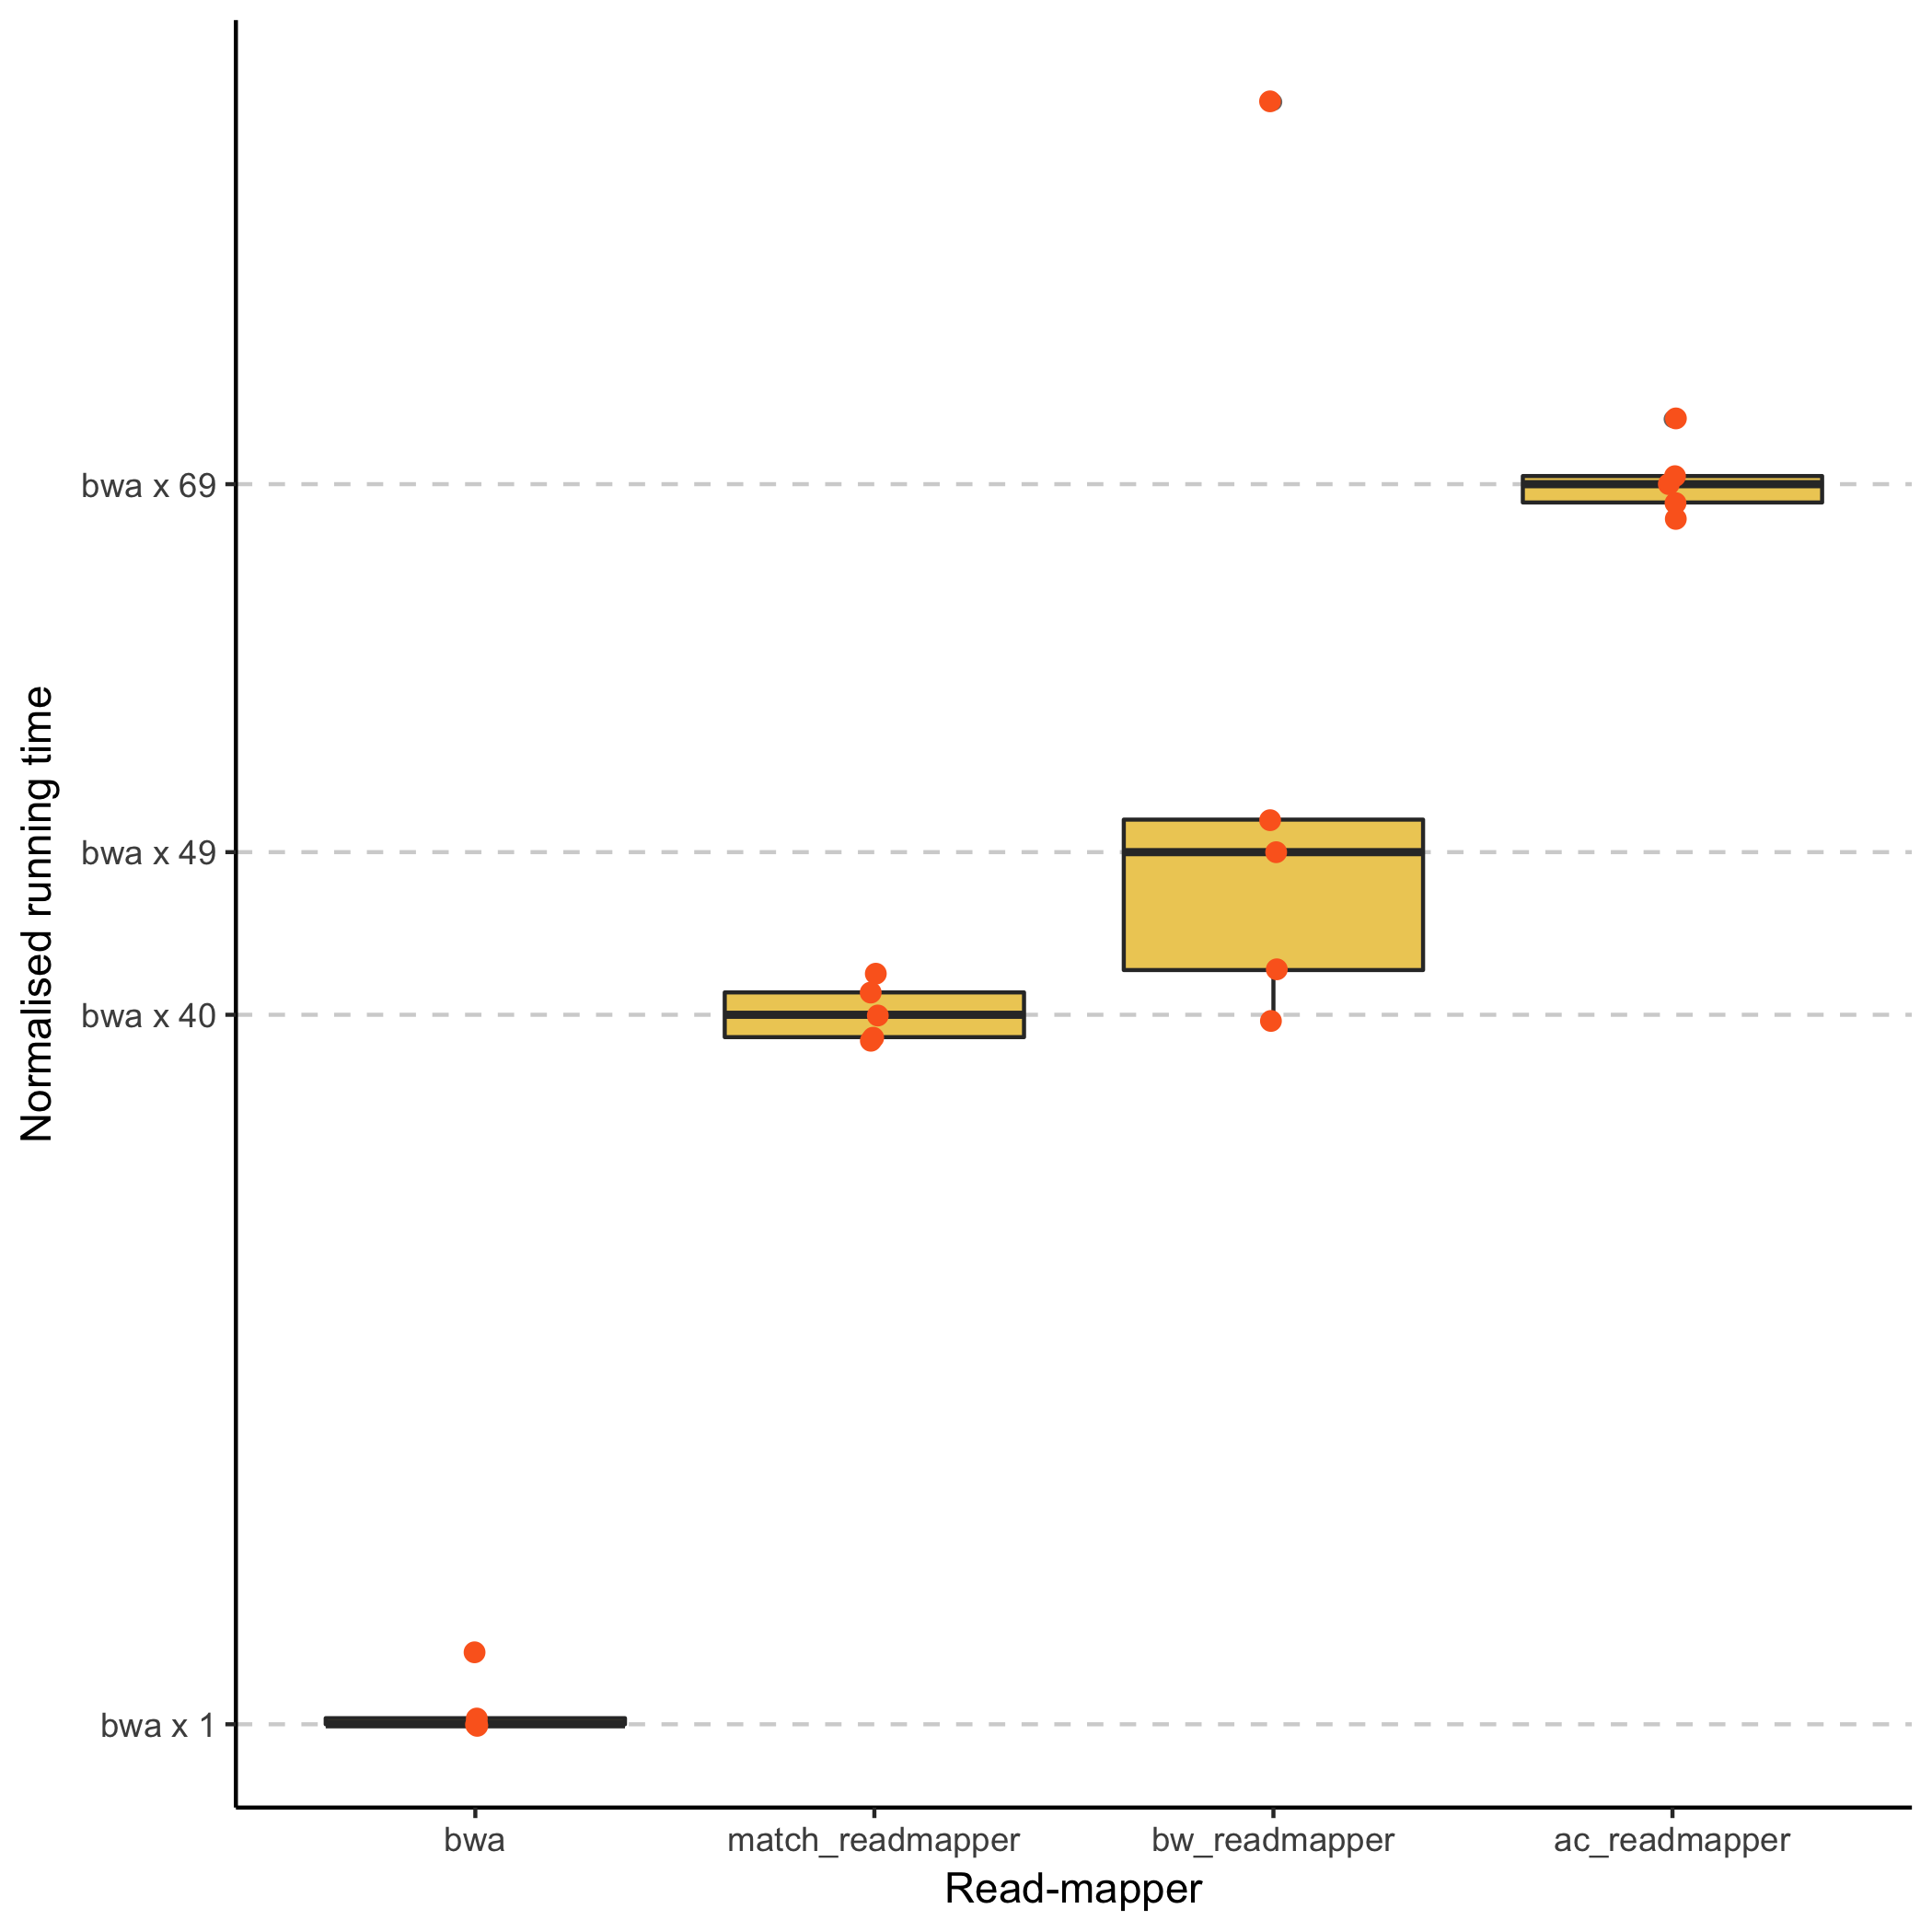 Normalised running time
bwa x 69
bwa x 49
bwa x 40
bwa x 1
bwa
match_readmapper
bw_readmapper
ac_readmapper
Read-mapper